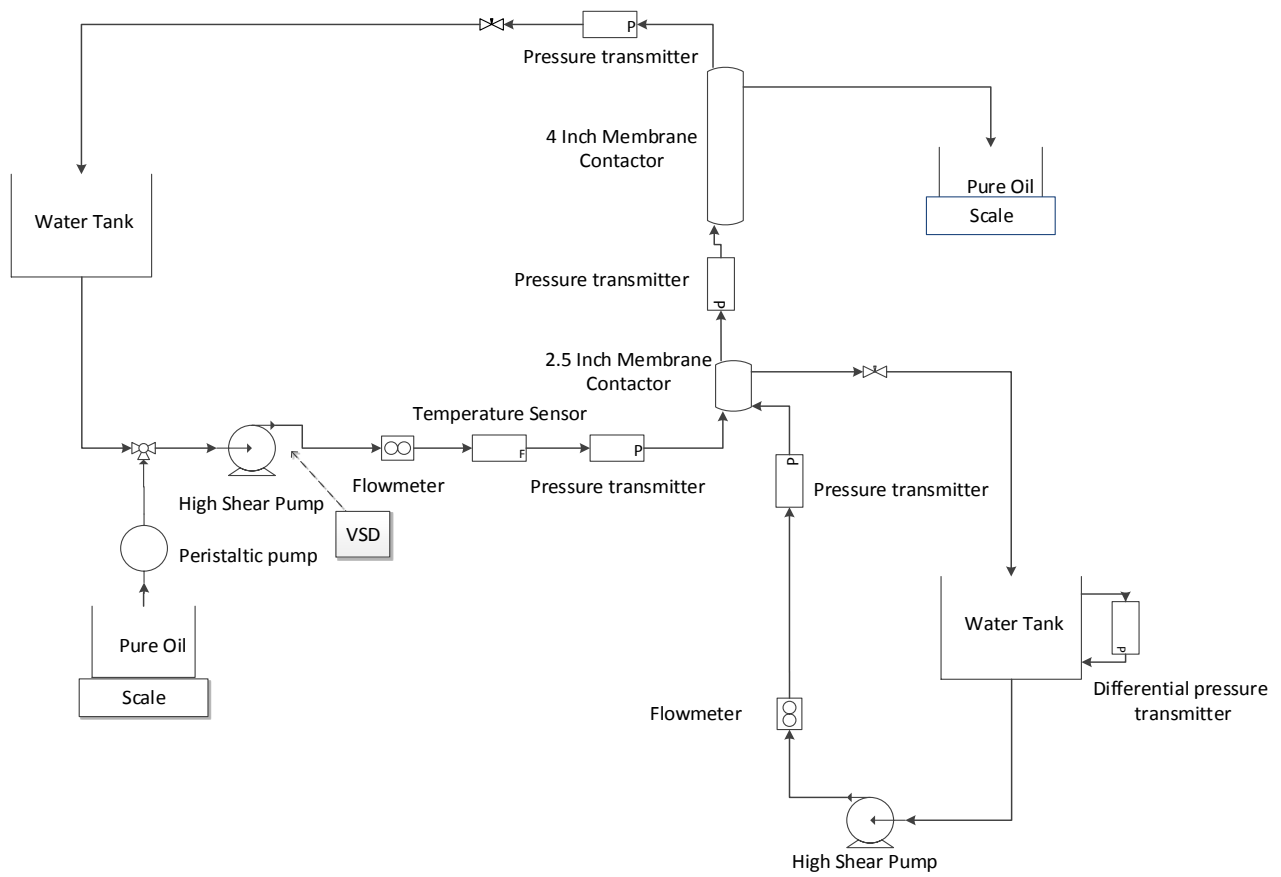 P
Pressure transmitter
4 Inch Membrane
Contactor
Pure Oil
Scale
Water Tank
Pressure transmitter
P
2.5 Inch Membrane
Contactor
Temperature Sensor
F
P
Flowmeter
Pressure transmitter
High Shear Pump
VSD
P
Pressure transmitter
Peristaltic pump
Pure Oil
Scale
Water Tank
P
Differential pressure
transmitter
Flowmeter
High Shear Pump